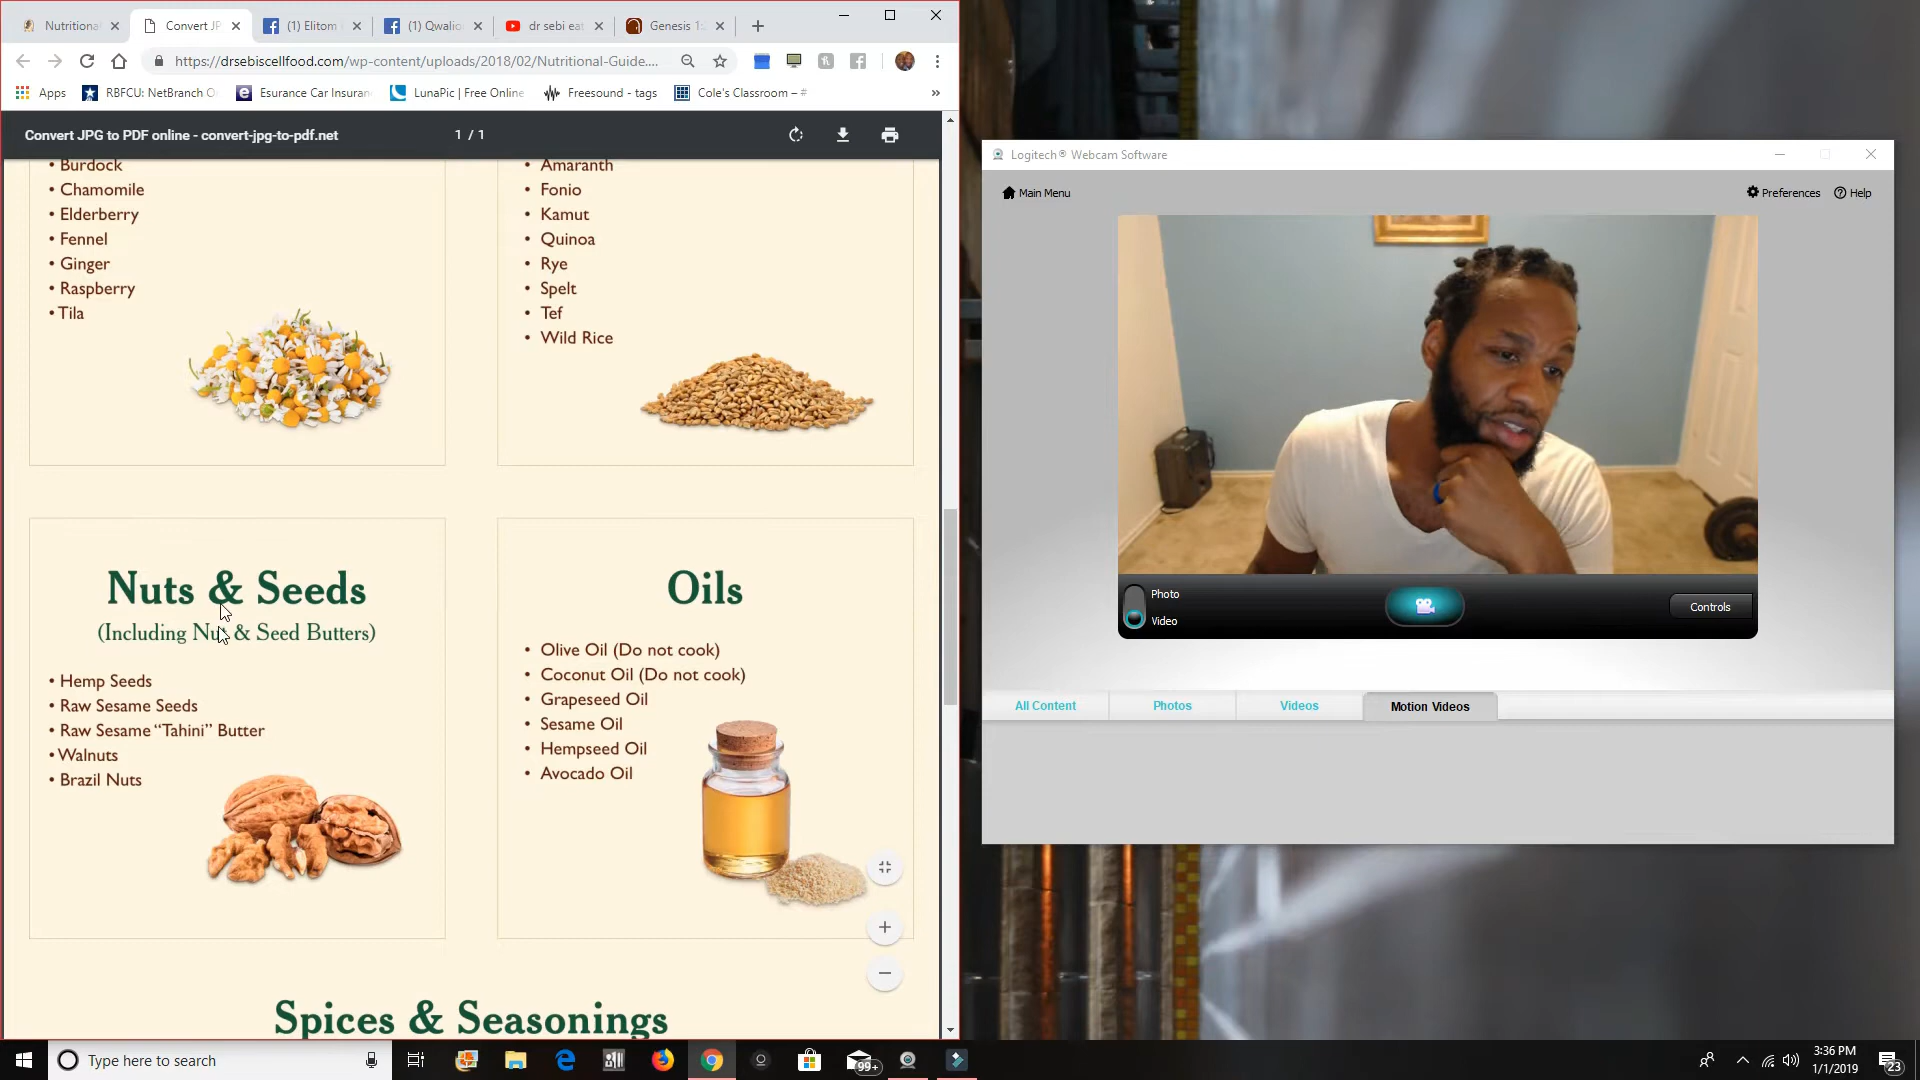 Nutritional
Convert JP
(1) Elitom
(1) Qwalio
dr sebi eat
Genesis 1:
https://drsebiscellfood.com/wp-content/uploads/2018/02/Nutritional-Guide....
Apps
RBFCU: NetBranch O
Esurance Car Insuran
LunaPic | Free Online
Freesound - tags
Cole's Classroom – #
»
Convert JPG to PDF online - convert-jpg-to-pdf.net
1 / 1
• Burdock
• Chamomile
• Elderberry
• Fennel
• Ginger
• Raspberry
• Tila
• Amaranth
• Fonio
• Kamut
• Quinoa
• Rye
• Spelt
• Tef
• Wild Rice
Nuts & Seeds
(Including Nut & Seed Butters)
• Hemp Seeds
• Raw Sesame Seeds
• Raw Sesame “Tahini” Butter
• Walnuts
• Brazil Nuts
Oils
• Olive Oil (Do not cook)
• Coconut Oil (Do not cook)
• Grapeseed Oil
• Sesame Oil
• Hempseed Oil
• Avocado Oil
Spices & Seasonings
Logitech® Webcam Software
Main Menu
Preferences
Help
Photo
Video
Controls
All Content
Photos
Videos
Motion Videos
Type here to search
99+
3:36 PM
1/1/2019
23